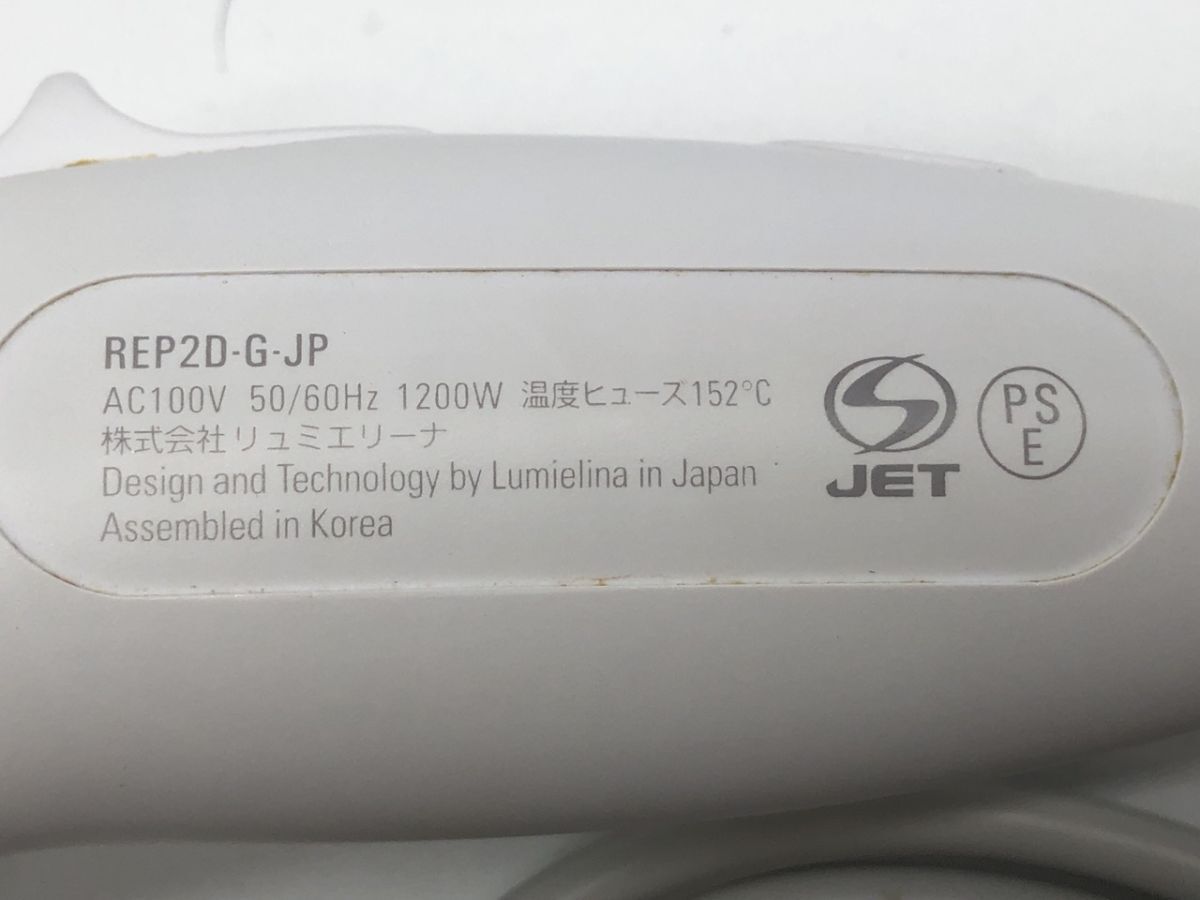 REP2D-G-JP
AC100V 50/60Hz 1200W 温度ヒューズ152℃
株式会社リュミエリーナ
Design and Technology by Lumielina in Japan
Assembled in Korea
JET
PS
E